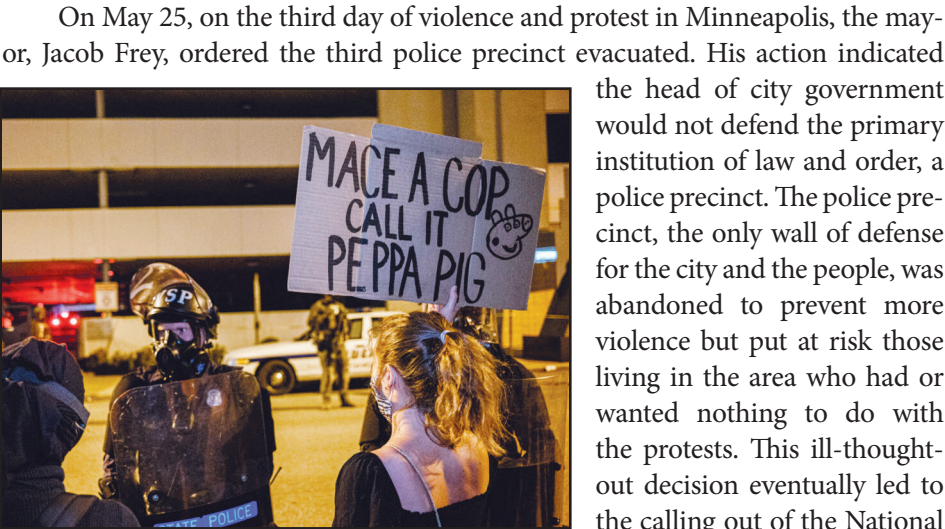 On May 25, on the third day of violence and protest in Minneapolis, the may-
or, Jacob Frey, ordered the third police precinct evacuated. His action indicated
the head of city government
would not defend the primary
institution of law and order, a
police precinct. The police pre-
cinct, the only wall of defense
for the city and the people, was
abandoned to prevent more
violence but put at risk those
living in the area who had or
wanted nothing to do with
the protests. This ill-thought-
out decision eventually led to
the calling out of the National
MACE A COP
CALL IT
PEPPA PIG
SP
STATE POLICE